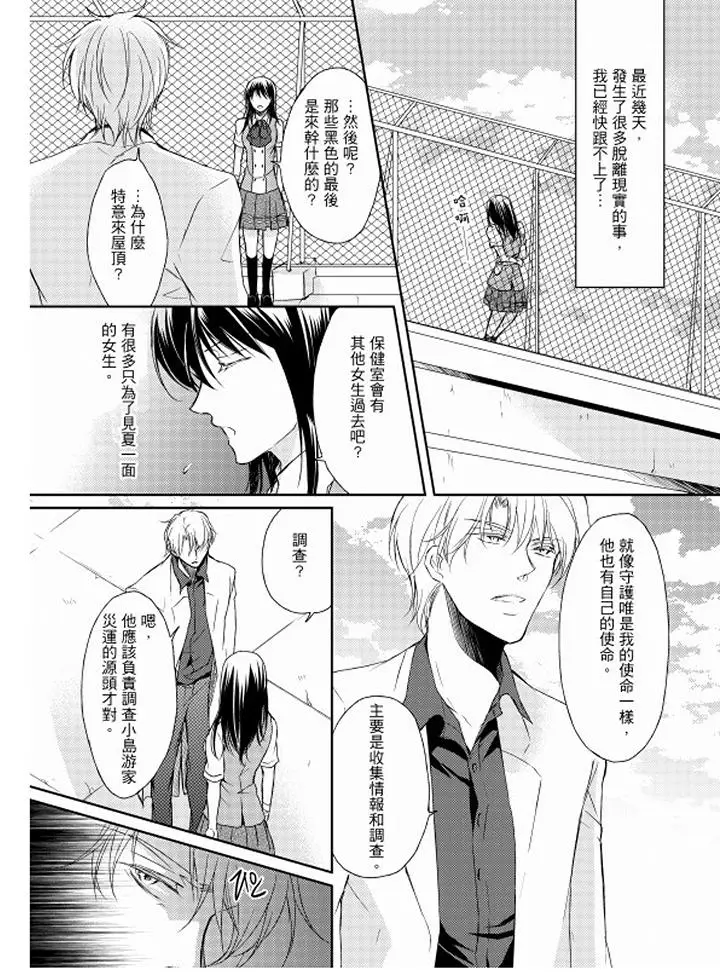 最近幾天，
發生了很多脫離現實的事，
我已經快跟不上了…
哈
啊
…然後呢？
那些黑色的最後
是來幹什麼的？
…為什麼
特意來屋頂？
保健室會有
其他女生過去吧？
有很多只為了見夏一面
的女生。
就像守護唯是我的使命一樣，
他也有自己的使命。
主要是收集情報和調查。
調查？
嗯，
他應該負責調查小鳥游家
災運的源頭才對。